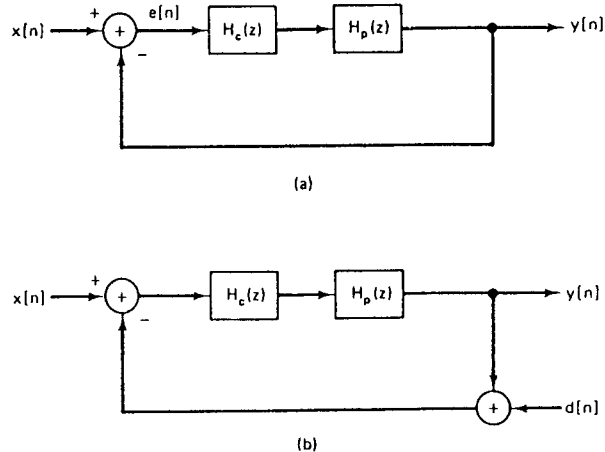 x[n] + e[n] H_c(z) H_p(z) y[n]
−
(a)
x[n] + H_c(z) H_p(z) y[n]
−
+ d[n]
(b)